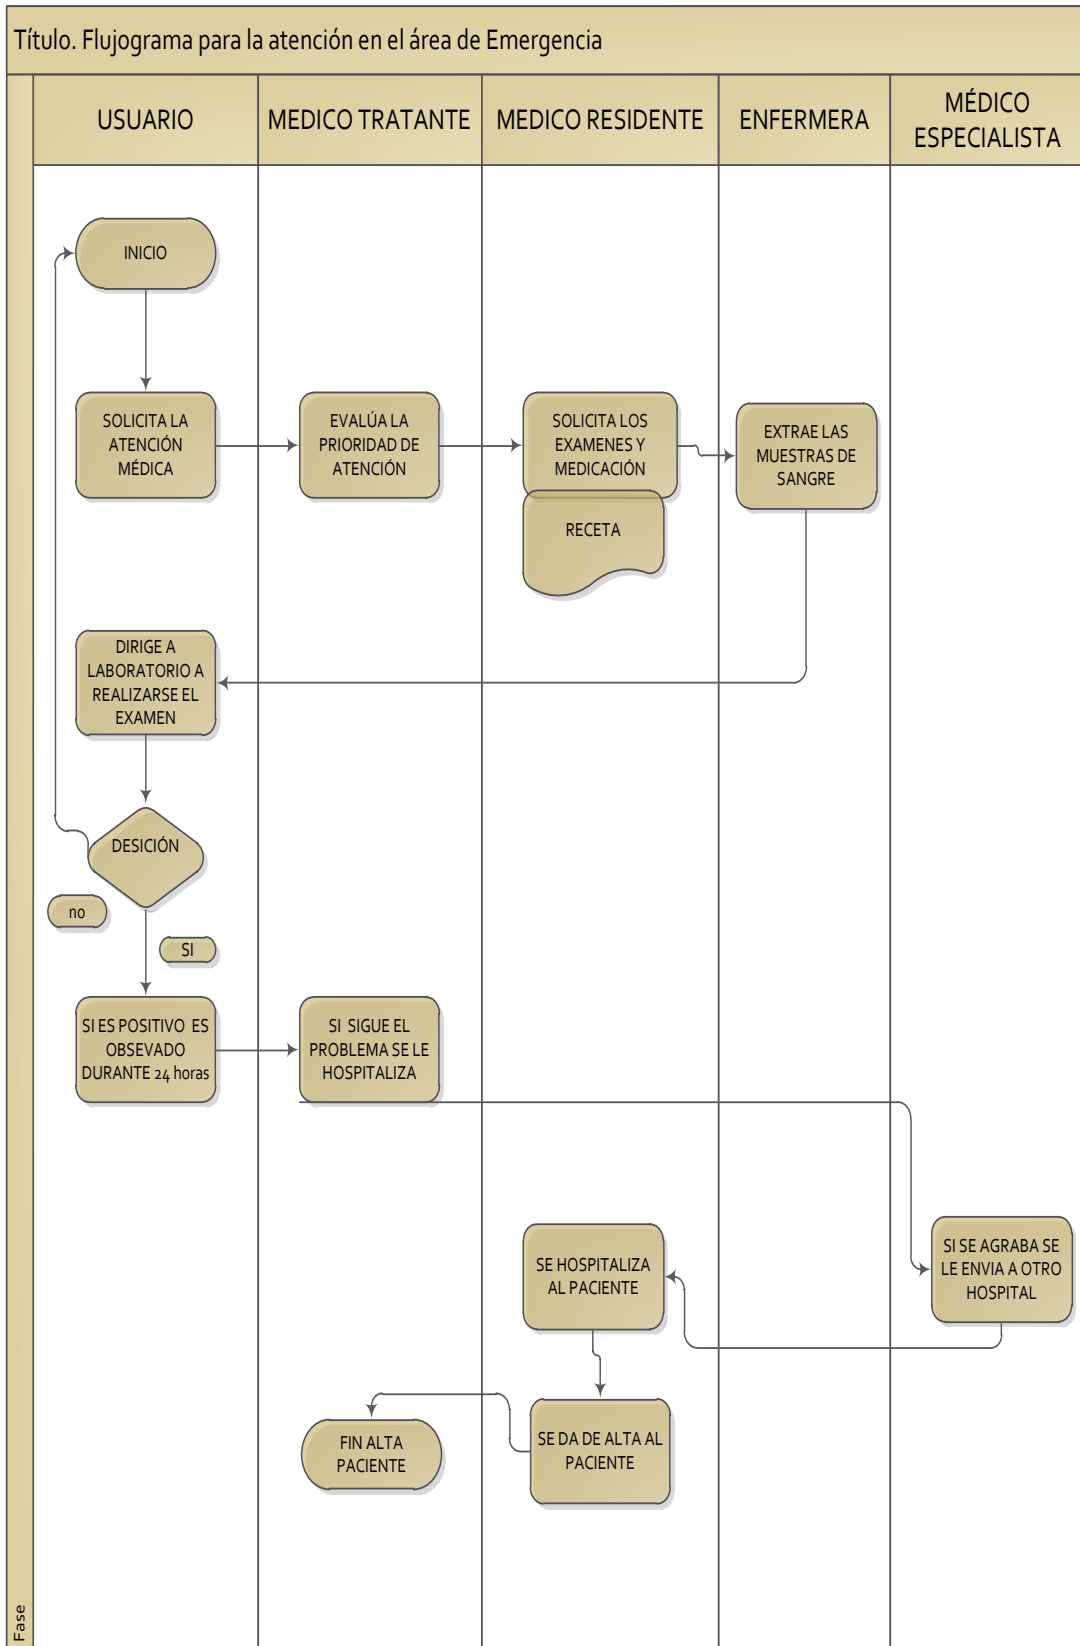 Título. Flujograma para la atención en el área de Emergencia
USUARIO
MEDICO TRATANTE
MEDICO RESIDENTE
ENFERMERA
MÉDICO
ESPECIALISTA
INICIO
SOLICITA LA
ATENCIÓN
MÉDICA
EVALÚA LA
PRIORIDAD DE
ATENCIÓN
SOLICITA LOS
EXAMENES Y
MEDICACIÓN
RECETA
EXTRAE LAS
MUESTRAS DE
SANGRE
DIRIGE A
LABORATORIO A
REALIZARSE EL
EXAMEN
DESICIÓN
no
SI
SI ES POSITIVO ES
OBSEVADO
DURANTE 24 horas
SI SIGUE EL
PROBLEMA SE LE
HOSPITALIZA
SI SE AGRABA SE
LE ENVIA A OTRO
HOSPITAL
SE HOSPITALIZA
AL PACIENTE
SE DA DE ALTA AL
PACIENTE
FIN ALTA
PACIENTE
Fase